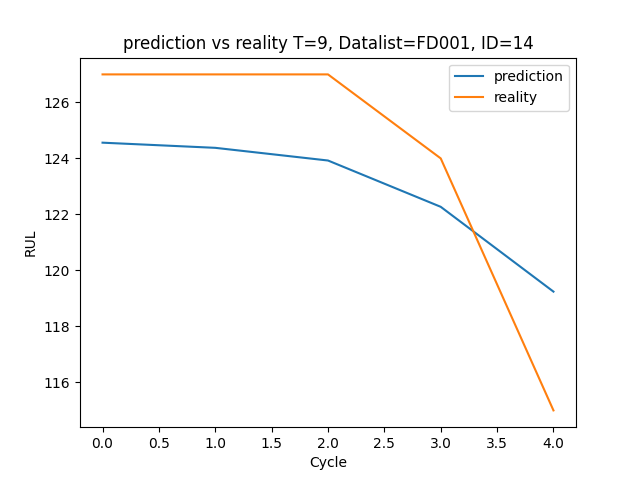 prediction vs reality T=9, Datalist=FD001, ID=14
prediction
reality
RUL
126
124
122
120
118
116
0.0 0.5 1.0 1.5 2.0 2.5 3.0 3.5 4.0
Cycle